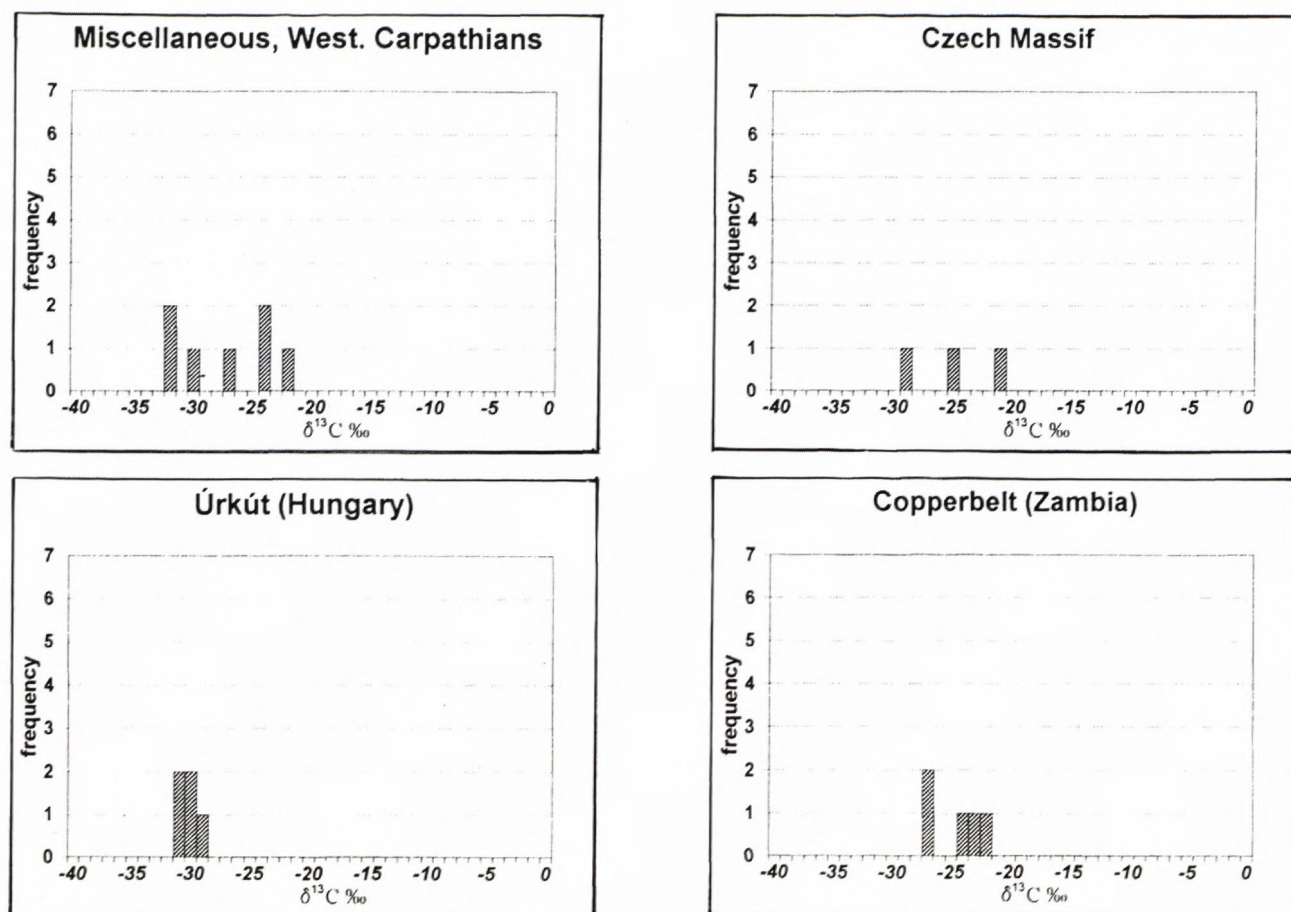 Miscellaneous, West. Carpathians
7
6
5
4
3
2
1
0
frequency
-40 -35 -30 -25 -20 -15 -10 -5 0
δ¹³C ‰
Czech Massif
7
6
5
4
3
2
1
0
frequency
-40 -35 -30 -25 -20 -15 -10 -5 0
δ¹³C ‰
Úrkút (Hungary)
7
6
5
4
3
2
1
0
frequency
-40 -35 -30 -25 -20 -15 -10 -5 0
δ¹³C ‰
Copperbelt (Zambia)
7
6
5
4
3
2
1
0
frequency
-40 -35 -30 -25 -20 -15 -10 -5 0
δ¹³C ‰